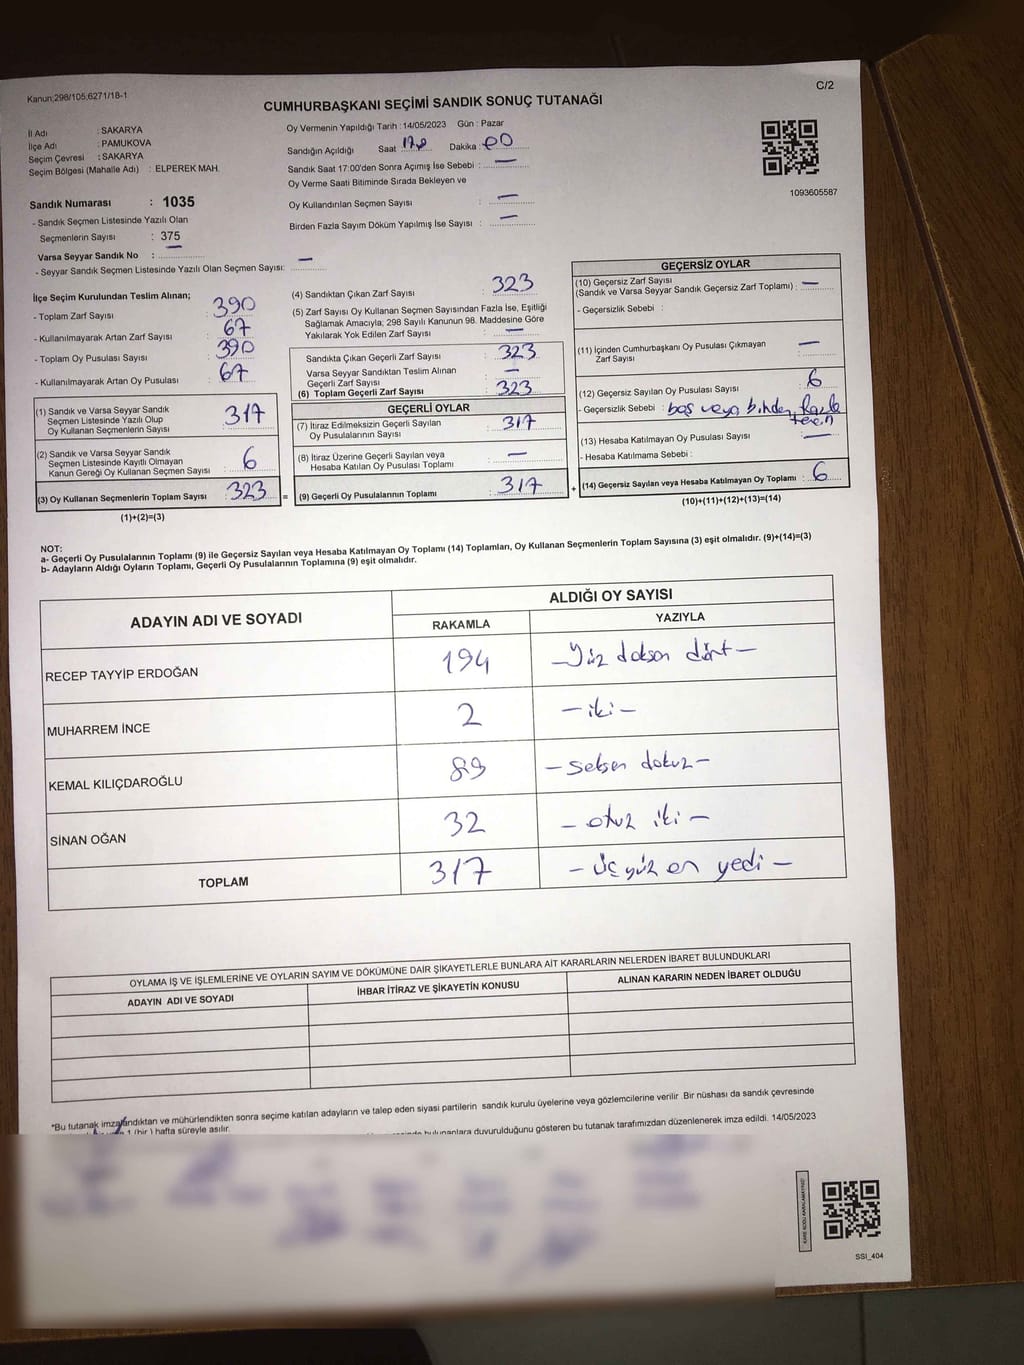 Kanun:298/105;6271/18-1
C/2
CUMHURBAŞKANI SEÇİMİ SANDIK SONUÇ TUTANAĞI
İl Adı : SAKARYA
İlçe Adı : PAMUKOVA
Seçim Çevresi : SAKARYA
Seçim Bölgesi (Mahalle Adı) : ELPEREK MAH.
Sandık Numarası : 1035
- Sandık Seçmen Listesinde Yazılı Olan
Seçmenlerin Sayısı : 375
Varsa Seyyar Sandık No : —
- Seyyar Sandık Seçmen Listesinde Yazılı Olan Seçmen Sayısı: —
Oy Vermenin Yapıldığı Tarih : 14/05/2023 Gün : Pazar
Sandığın Açıldığı Saat Dakika : 00
Sandık Saat 17:00'den Sonra Açımış İse Sebebi : —
Oy Verme Saati Bitiminde Sırada Bekleyen ve
Oy Kullandırılan Seçmen Sayısı : —
Birden Fazla Sayım Döküm Yapılmış İse Sayısı : —
1093605587
İlçe Seçim Kurulundan Teslim Alınan;
- Toplam Zarf Sayısı : 390
- Kullanılmayarak Artan Zarf Sayısı : 67
- Toplam Oy Pusulası Sayısı : 390
- Kullanılmayarak Artan Oy Pusulası : 67
(1) Sandık ve Varsa Seyyar Sandık
Seçmen Listesinde Yazılı Olup
Oy Kullanan Seçmenlerin Sayısı : 317
(2) Sandık ve Varsa Seyyar Sandık
Seçmen Listesinde Kayıtlı Olmayan
Kanun Gereği Oy Kullanan Seçmen Sayısı : 6
(3) Oy Kullanan Seçmenlerin Toplam Sayısı : 323 =
(1)+(2)=(3)
(4) Sandıktan Çıkan Zarf Sayısı : 323
(5) Zarf Sayısı Oy Kullanan Seçmen Sayısından Fazla İse, Eşitliği
Sağlamak Amacıyla; 298 Sayılı Kanunun 98. Maddesine Göre
Yakılarak Yok Edilen Zarf Sayısı : —
Sandıkta Çıkan Geçerli Zarf Sayısı : 323
Varsa Seyyar Sandıktan Teslim Alınan
Geçerli Zarf Sayısı : —
(6) Toplam Geçerli Zarf Sayısı : 323
GEÇERLİ OYLAR
(7) İtiraz Edilmeksizin Geçerli Sayılan
Oy Pusulalarının Sayısı : 317
(8) İtiraz Üzerine Geçerli Sayılan veya
Hesaba Katılan Oy Pusulası Toplamı : —
(9) Geçerli Oy Pusulalarının Toplamı : 317 +
GEÇERSİZ OYLAR
(10) Geçersiz Zarf Sayısı
(Sandık ve Varsa Seyyar Sandık Geçersiz Zarf Toplamı) : —
- Geçersizlik Sebebi :
(11) İçinden Cumhurbaşkanı Oy Pusulası Çıkmayan
Zarf Sayısı : —
(12) Geçersiz Sayılan Oy Pusulası Sayısı : 6
- Geçersizlik Sebebi : boş veya birden fazla
tercih
(13) Hesaba Katılmayan Oy Pusulası Sayısı : —
- Hesaba Katılmama Sebebi :
(14) Geçersiz Sayılan veya Hesaba Katılmayan Oy Toplamı : 6
(10)+(11)+(12)+(13)=(14)
NOT:
a- Geçerli Oy Pusulalarının Toplamı (9) ile Geçersiz Sayılan veya Hesaba Katılmayan Oy Toplamı (14) Toplamları, Oy Kullanan Seçmenlerin Toplam Sayısına (3) eşit olmalıdır. (9)+(14)=(3)
b- Adayların Aldığı Oyların Toplamı, Geçerli Oy Pusulalarının Toplamına (9) eşit olmalıdır.
ADAYIN ADI VE SOYADI
ALDIĞI OY SAYISI
RAKAMLA YAZIYLA
RECEP TAYYİP ERDOĞAN 194 —Yüz doksan dört—
MUHARREM İNCE 2 —iki—
KEMAL KILIÇDAROĞLU 89 —seksen dokuz—
SİNAN OĞAN 32 —otuz iki—
TOPLAM 317 —üçyüz on yedi—
OYLAMA İŞ VE İŞLEMLERİNE VE OYLARIN SAYIM VE DÖKÜMÜNE DAİR ŞİKAYETLERLE BUNLARA AİT KARARLARIN NELERDEN İBARET BULUNDUKLARI
ADAYIN ADI VE SOYADI İHBAR İTİRAZ VE ŞİKAYETİN KONUSU ALINAN KARARIN NEDEN İBARET OLDUĞU
*Bu tutanak imzalandıktan ve mühürlendikten sonra seçime katılan adayların ve talep eden siyasi partilerin sandık kurulu üyelerine veya gözlemcilerine verilir. Bir nüshası da sandık çevresinde
1 (bir) hafta süreyle asılır. bulunanlara duyurulduğunu gösteren bu tutanak tarafımızdan düzenlenerek imza edildi. 14/05/2023
KARE KODU KARALAMAYINIZ!
SSI_404